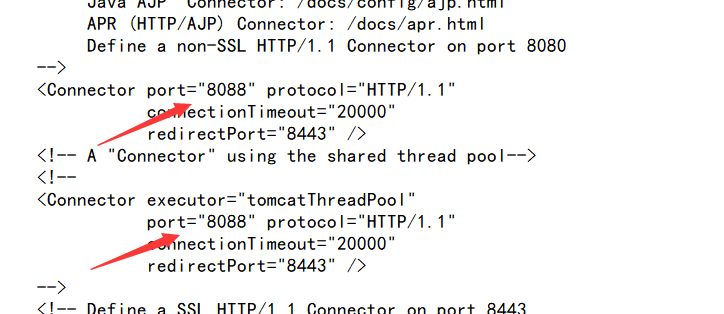 Java AJP  Connector: /docs/config/ajp.html
APR (HTTP/AJP) Connector: /docs/apr.html
Define a non-SSL HTTP/1.1 Connector on port 8080
-->
<Connector port="8088" protocol="HTTP/1.1"
connectionTimeout="20000"
redirectPort="8443" />
<!-- A "Connector" using the shared thread pool-->
<!--
<Connector executor="tomcatThreadPool"
port="8088" protocol="HTTP/1.1"
connectionTimeout="20000"
redirectPort="8443" />
-->
<!-- Define a SSL HTTP/1.1 Connector on port 8443